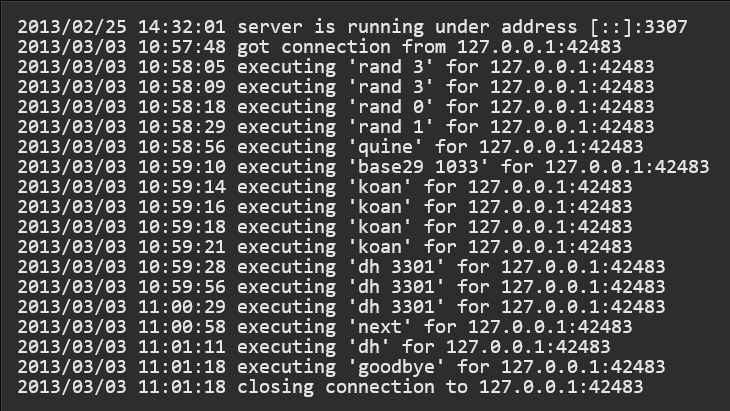 2013/02/25 14:32:01 server is running under address [::]:3307
2013/03/03 10:57:48 got connection from 127.0.0.1:42483
2013/03/03 10:58:05 executing 'rand 3' for 127.0.0.1:42483
2013/03/03 10:58:09 executing 'rand 3' for 127.0.0.1:42483
2013/03/03 10:58:18 executing 'rand 0' for 127.0.0.1:42483
2013/03/03 10:58:29 executing 'rand 1' for 127.0.0.1:42483
2013/03/03 10:58:56 executing 'quine' for 127.0.0.1:42483
2013/03/03 10:59:10 executing 'base29 1033' for 127.0.0.1:42483
2013/03/03 10:59:14 executing 'koan' for 127.0.0.1:42483
2013/03/03 10:59:16 executing 'koan' for 127.0.0.1:42483
2013/03/03 10:59:18 executing 'koan' for 127.0.0.1:42483
2013/03/03 10:59:21 executing 'koan' for 127.0.0.1:42483
2013/03/03 10:59:28 executing 'dh 3301' for 127.0.0.1:42483
2013/03/03 10:59:56 executing 'dh 3301' for 127.0.0.1:42483
2013/03/03 11:00:29 executing 'dh 3301' for 127.0.0.1:42483
2013/03/03 11:00:58 executing 'next' for 127.0.0.1:42483
2013/03/03 11:01:11 executing 'dh' for 127.0.0.1:42483
2013/03/03 11:01:18 executing 'goodbye' for 127.0.0.1:42483
2013/03/03 11:01:18 closing connection to 127.0.0.1:42483